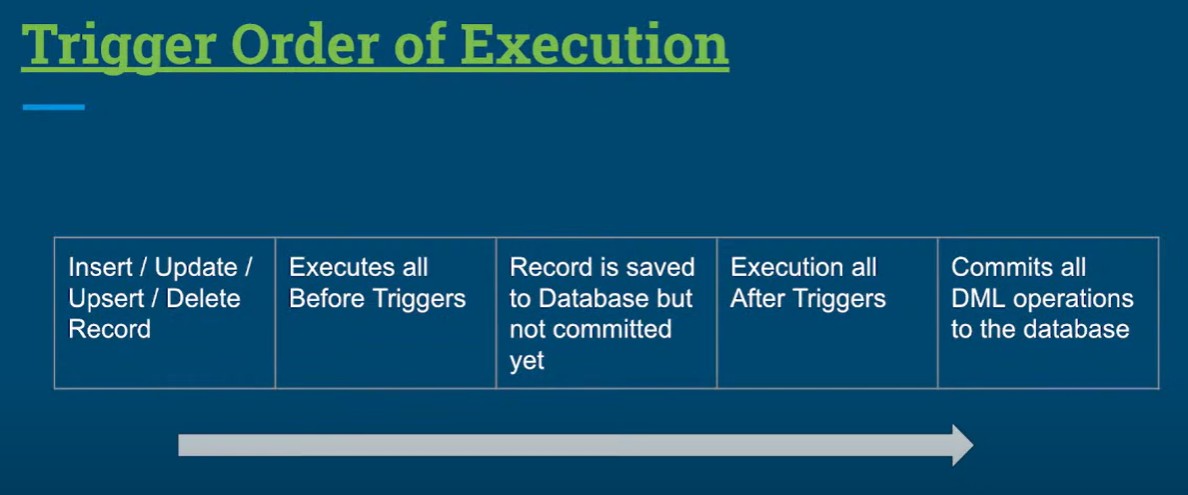 Trigger Order of Execution
Insert / Update /
Upsert / Delete
Record
Executes all
Before Triggers
Record is saved
to Database but
not committed
yet
Execution all
After Triggers
Commits all
DML operations
to the database